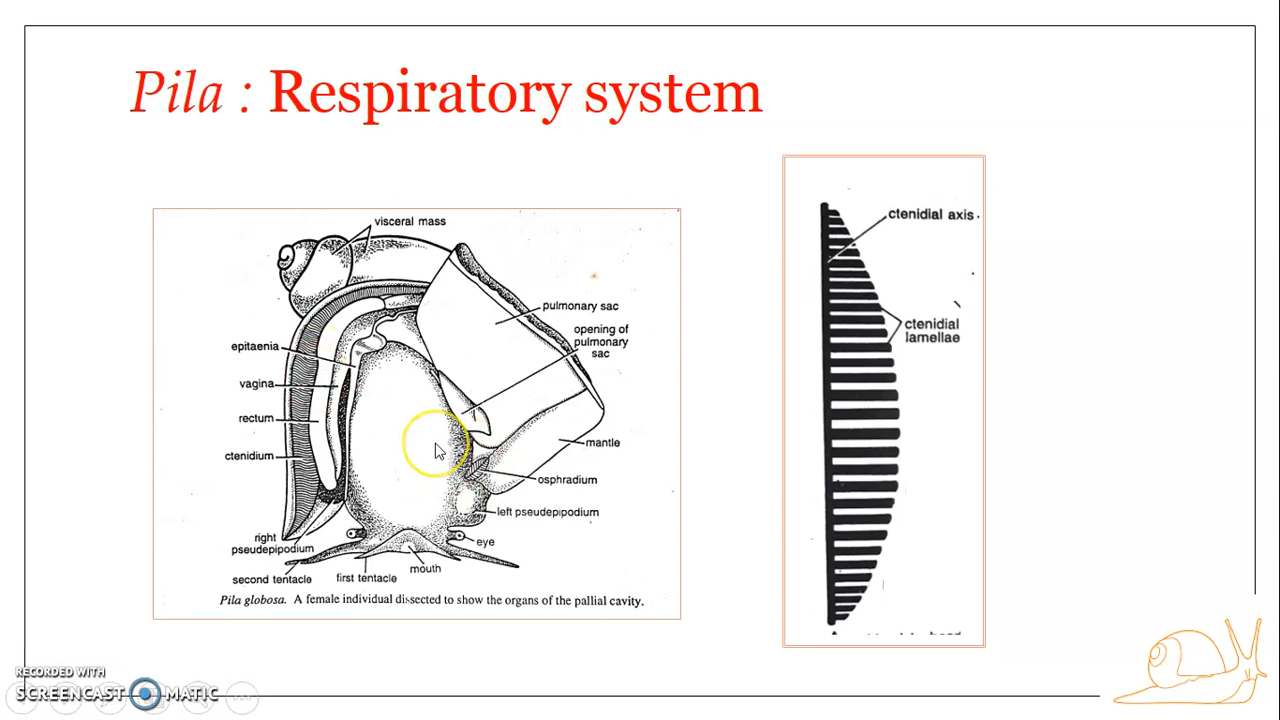 Pila : Respiratory system
visceral mass
pulmonary sac
opening of
pulmonary
sac
epitaenia
vagina
rectum
ctenidium
mantle
osphradium
left pseudepipodium
right
pseudepipodium
eye
mouth
second tentacle
first tentacle
Pila globosa. A female individual dissected to show the organs of the pallial cavity.
ctenidial axis
ctenidial
lamellae
RECORDED WITH
SCREENCAST MATIC